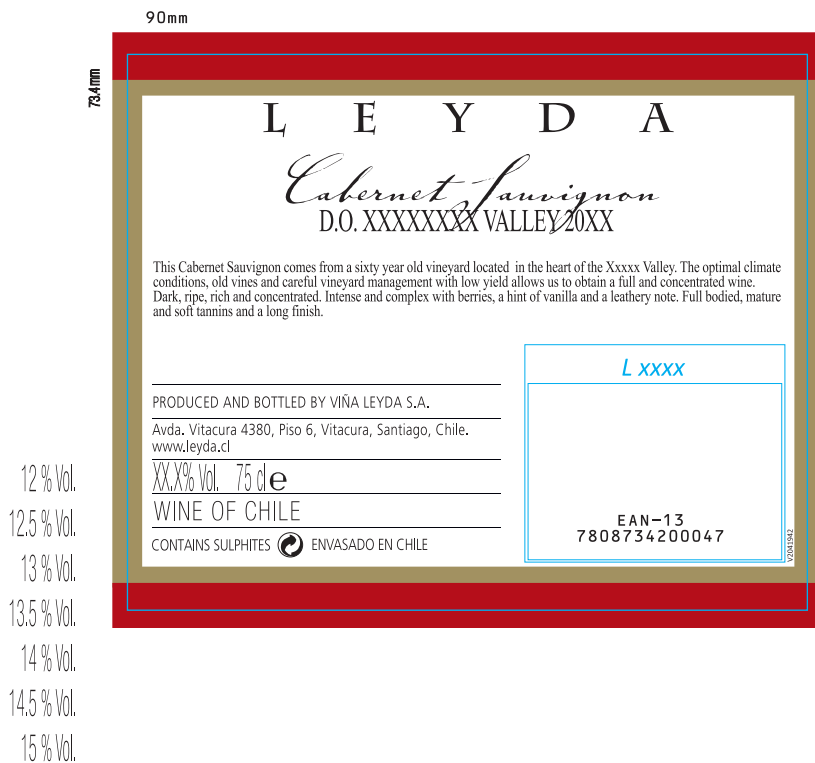 90mm
73.4mm
L E Y D A
Cabernet Sauvignon
D.O. XXXXXXXX VALLEY 20XX
This Cabernet Sauvignon comes from a sixty year old vineyard located in the heart of the Xxxxx Valley. The optimal climate
conditions, old vines and careful vineyard management with low yield allows us to obtain a full and concentrated wine.
Dark, ripe, rich and concentrated. Intense and complex with berries, a hint of vanilla and a leathery note. Full bodied, mature
and soft tannins and a long finish.
L xxxx
PRODUCED AND BOTTLED BY VIÑA LEYDA S.A.
Avda. Vitacura 4380, Piso 6, Vitacura, Santiago, Chile.
www.leyda.cl
XX.X% Vol. 75 cl e
WINE OF CHILE
CONTAINS SULPHITES ENVASADO EN CHILE
EAN-13
7808734200047
V2041942
12 % Vol.
12.5 % Vol.
13 % Vol.
13.5 % Vol.
14 % Vol.
14.5 % Vol.
15 % Vol.